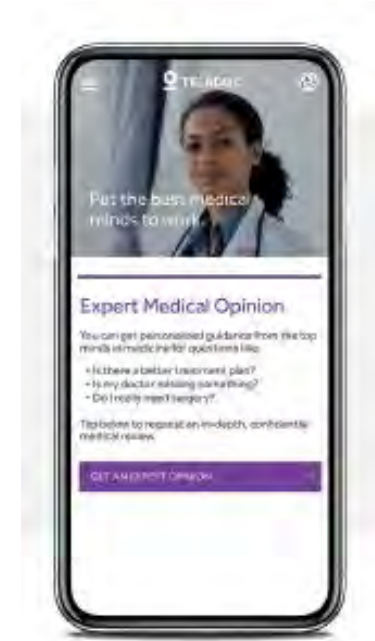 TELADOC
Put the best medical
minds to work.
Expert Medical Opinion
You can get personalized guidance from the top
minds in medicine for questions like:
• Is there a better treatment plan?
• Is my doctor missing something?
• Do I really need surgery?
Tap below to request an in-depth, confidential
medical review.
GET AN EXPERT OPINION